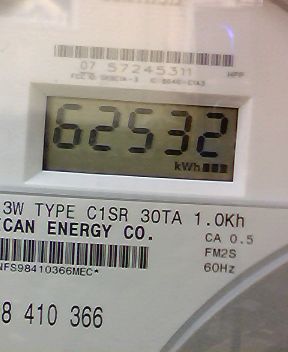 07 57245311
62532
kWh
3W TYPE C1SR 30TA 1.0Kh
CAN ENERGY CO.
CA 0.5
FM2S
60Hz
NFS98410366MEC*
8 410 366